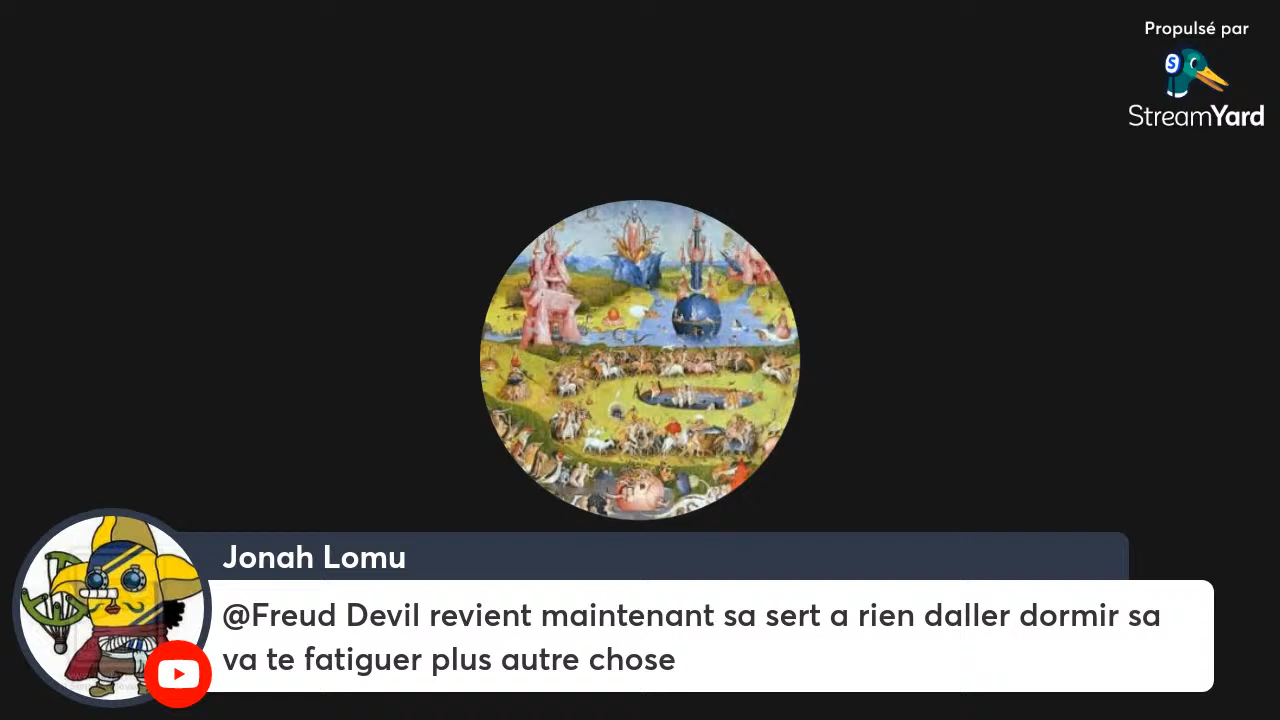 Propulsé par
StreamYard
Jonah Lomu
@Freud Devil revient maintenant sa sert a rien daller dormir sa
va te fatiguer plus autre chose